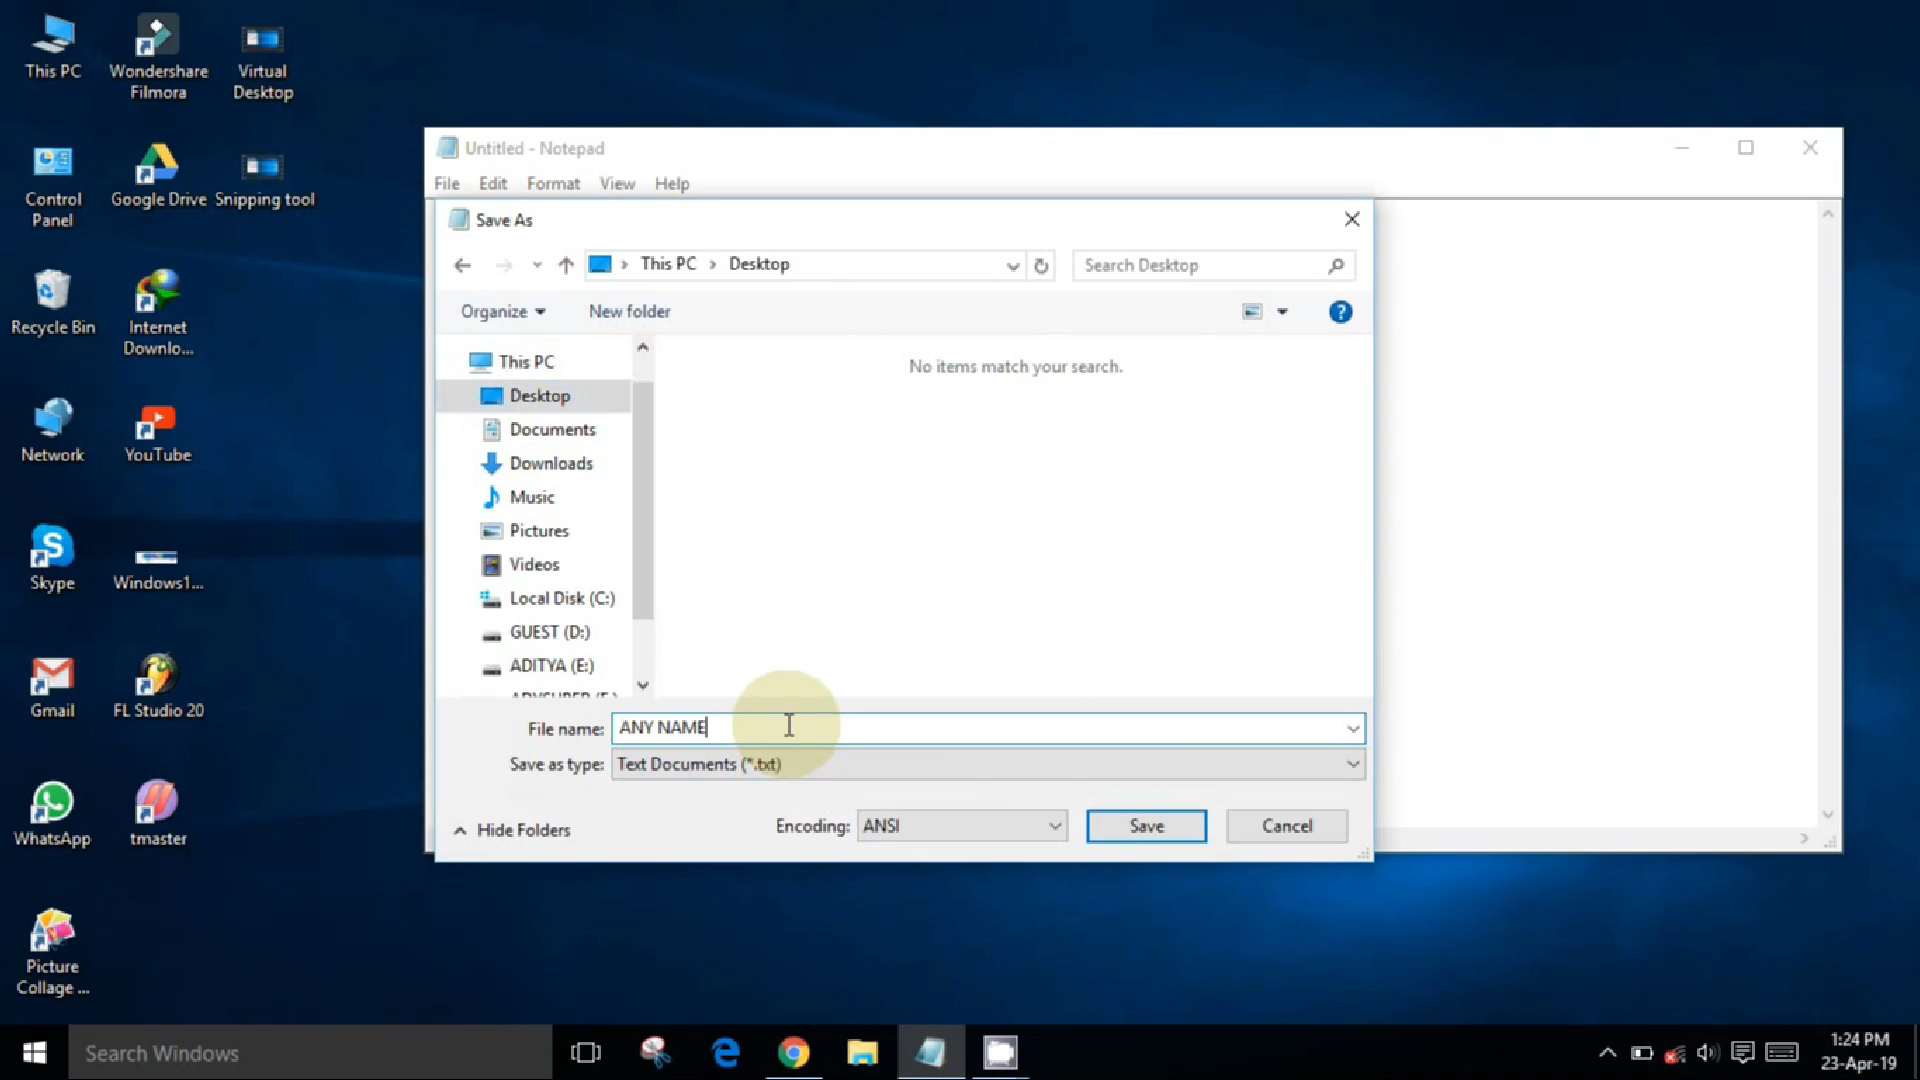 This PC
Wondershare
Filmora
Virtual
Desktop
Control
Panel
Google Drive
Snipping tool
Recycle Bin
Internet
Downlo...
Network
YouTube
Skype
Windows1...
Gmail
FL Studio 20
WhatsApp
tmaster
Picture
Collage ...
Untitled - Notepad
File Edit Format View Help
Save As
This PC > Desktop
Search Desktop
Organize
New folder
This PC
Desktop
Documents
Downloads
Music
Pictures
Videos
Local Disk (C:)
GUEST (D:)
ADITYA (E:)
No items match your search.
File name: ANY NAME
Save as type: Text Documents (*.txt)
Hide Folders
Encoding: ANSI
Save
Cancel
Search Windows
1:24 PM
23-Apr-19